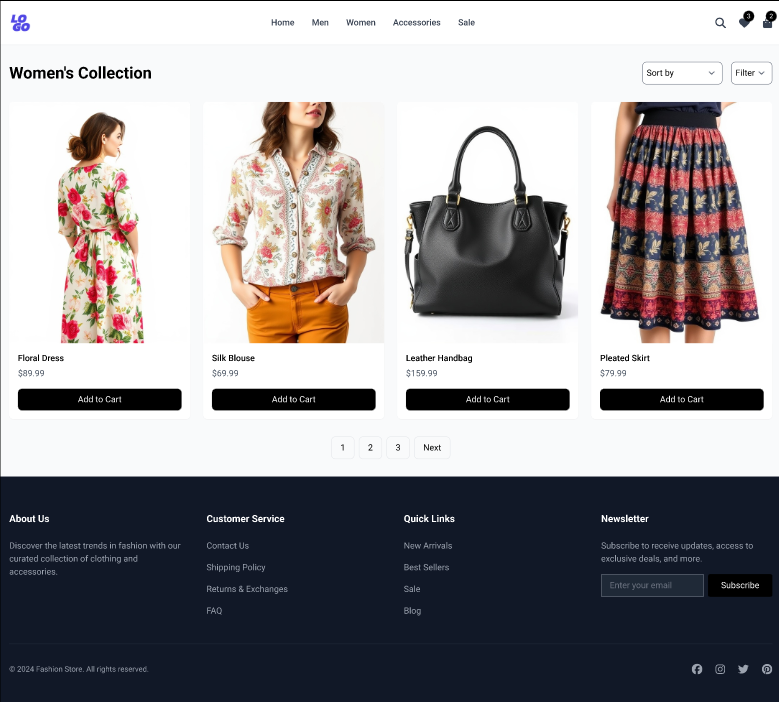 LO
GO
Home Men Women Accessories Sale
3 2
Women's Collection
Sort by Filter
Floral Dress
$89.99
Add to Cart
Silk Blouse
$69.99
Add to Cart
Leather Handbag
$159.99
Add to Cart
Pleated Skirt
$79.99
Add to Cart
1 2 3 Next
About Us
Discover the latest trends in fashion with our
curated collection of clothing and
accessories.
Customer Service
Contact Us
Shipping Policy
Returns & Exchanges
FAQ
Quick Links
New Arrivals
Best Sellers
Sale
Blog
Newsletter
Subscribe to receive updates, access to
exclusive deals, and more.
Enter your email Subscribe
© 2024 Fashion Store. All rights reserved.